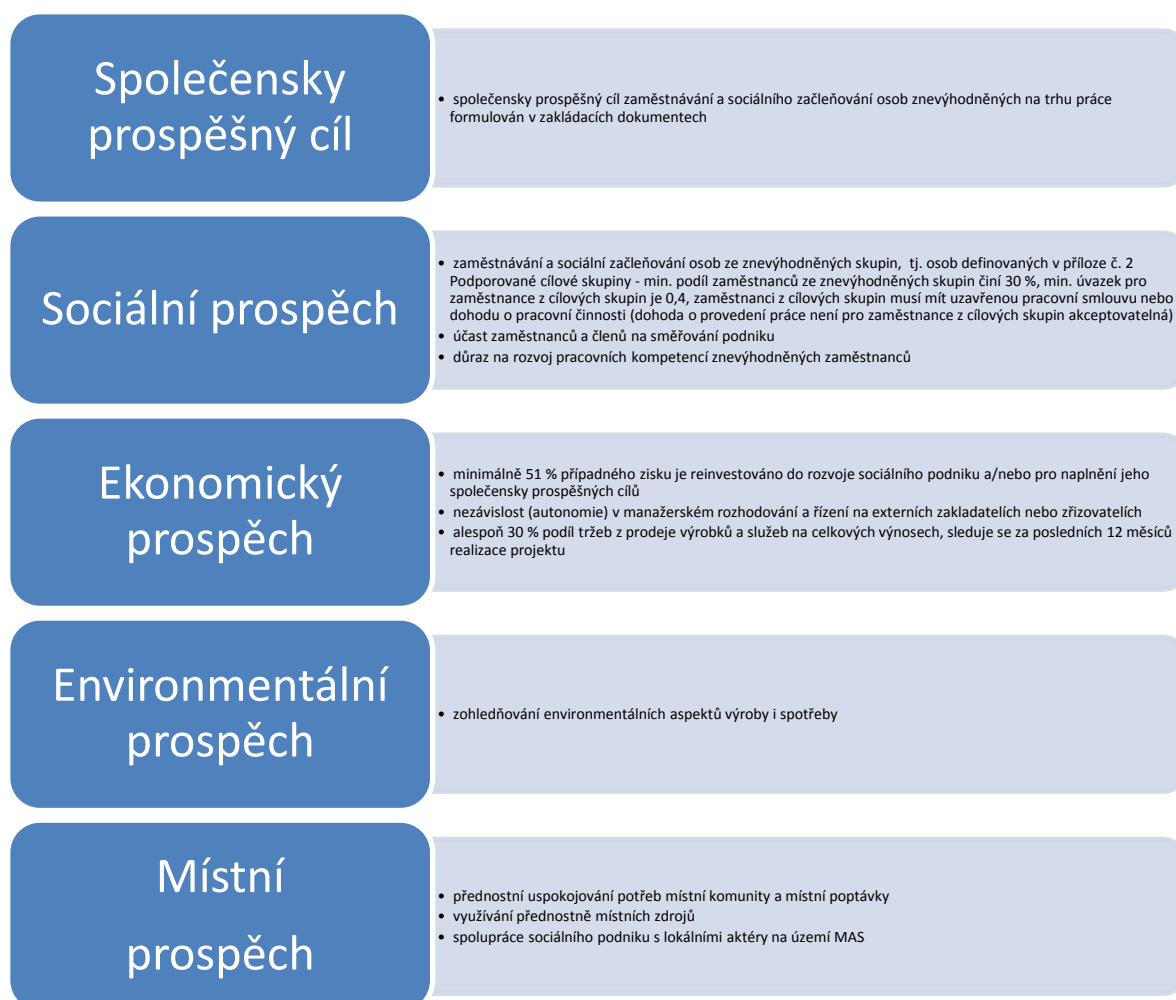 Společensky
prospěšný cíl
• společensky prospěšný cíl zaměstnávání a sociálního začleňování osob znevýhodněných na trhu práce
formulován v zakládacích dokumentech
Sociální prospěch
• zaměstnávání a sociální začleňování osob ze znevýhodněných skupin, tj. osob definovaných v příloze č. 2
Podporované cílové skupiny - min. podíl zaměstnanců ze znevýhodněných skupin činí 30 %, min. úvazek pro
zaměstnance z cílových skupin je 0,4, zaměstnanci z cílových skupin musí mít uzavřenou pracovní smlouvu nebo
dohodu o pracovní činnosti (dohoda o provedení práce není pro zaměstnance z cílových skupin akceptovatelná)
• účast zaměstnanců a členů na směřování podniku
• důraz na rozvoj pracovních kompetencí znevýhodněných zaměstnanců
Ekonomický
prospěch
• minimálně 51 % případného zisku je reinvestováno do rozvoje sociálního podniku a/nebo pro naplnění jeho
společensky prospěšných cílů
• nezávislost (autonomie) v manažerském rozhodování a řízení na externích zakladatelích nebo zřizovatelích
• alespoň 30 % podíl tržeb z prodeje výrobků a služeb na celkových výnosech, sleduje se za posledních 12 měsíců
realizace projektu
Environmentální
prospěch
• zohledňování environmentálních aspektů výroby i spotřeby
Místní
prospěch
• přednostní uspokojování potřeb místní komunity a místní poptávky
• využívání přednostně místních zdrojů
• spolupráce sociálního podniku s lokálními aktéry na území MAS